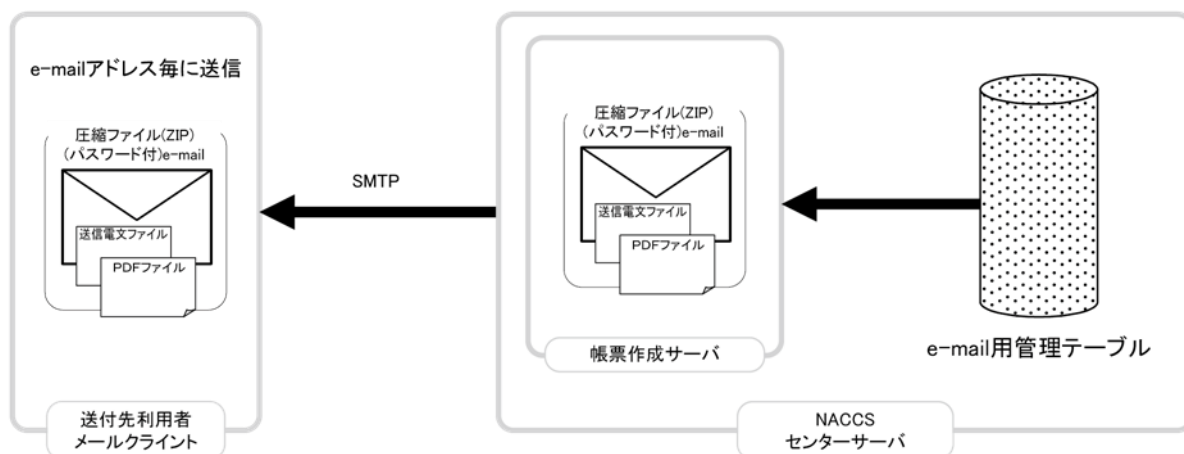 e-mailアドレス毎に送信
圧縮ファイル(ZIP)
(パスワード付)e-mail
送信電文ファイル
PDFファイル
送付先利用者
メールクライント
SMTP
圧縮ファイル(ZIP)
(パスワード付)e-mail
送信電文ファイル
PDFファイル
帳票作成サーバ
e-mail用管理テーブル
NACCS
センターサーバ